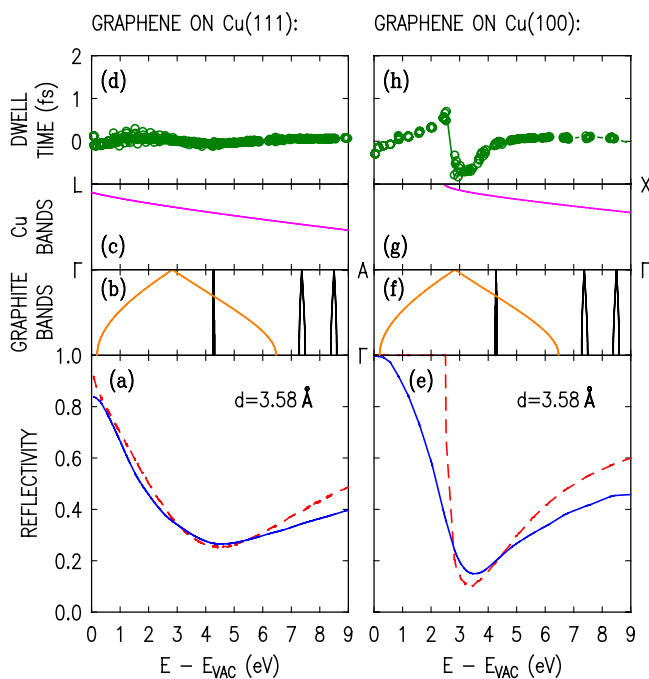 GRAPHENE ON Cu(111):
GRAPHENE ON Cu(100):
DWELL
TIME (fs)
2
1
0
(d)
(h)
L
X
Cu
BANDS
(c)
(g)
Γ
A
Γ
GRAPHITE
BANDS
(b)
(f)
Γ
REFLECTIVITY
1.0
0.8
0.6
0.4
0.2
0.0
(a)
d=3.58 Å
(e)
d=3.58 Å
0 1 2 3 4 5 6 7 8 9
0 1 2 3 4 5 6 7 8 9
E − E_VAC (eV)
E − E_VAC (eV)